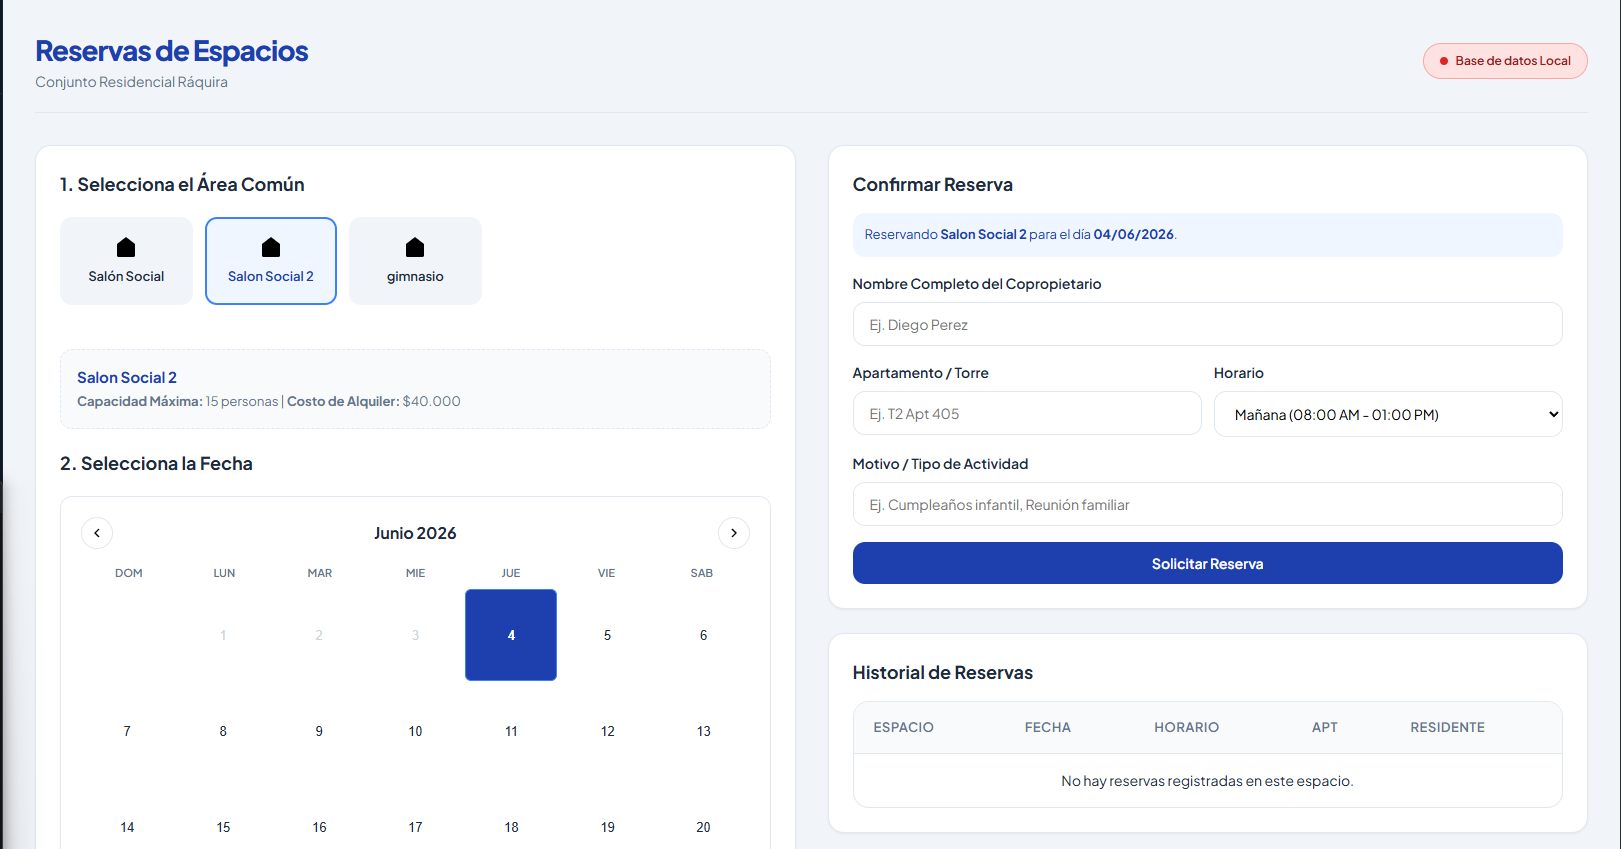 Reservas de Espacios
Conjunto Residencial Ráquira
Base de datos Local
1. Selecciona el Área Común
Salón Social
Salon Social 2
gimnasio
Salon Social 2
Capacidad Máxima: 15 personas | Costo de Alquiler: $40.000
2. Selecciona la Fecha
Junio 2026
DOM LUN MAR MIE JUE VIE SAB
1 2 3 4 5 6
7 8 9 10 11 12 13
14 15 16 17 18 19 20
Confirmar Reserva
Reservando Salon Social 2 para el día 04/06/2026.
Nombre Completo del Copropietario
Ej. Diego Perez
Apartamento / Torre
Ej. T2 Apt 405
Horario
Mañana (08:00 AM - 01:00 PM)
Motivo / Tipo de Actividad
Ej. Cumpleaños infantil, Reunión familiar
Solicitar Reserva
Historial de Reservas
ESPACIO FECHA HORARIO APT RESIDENTE
No hay reservas registradas en este espacio.